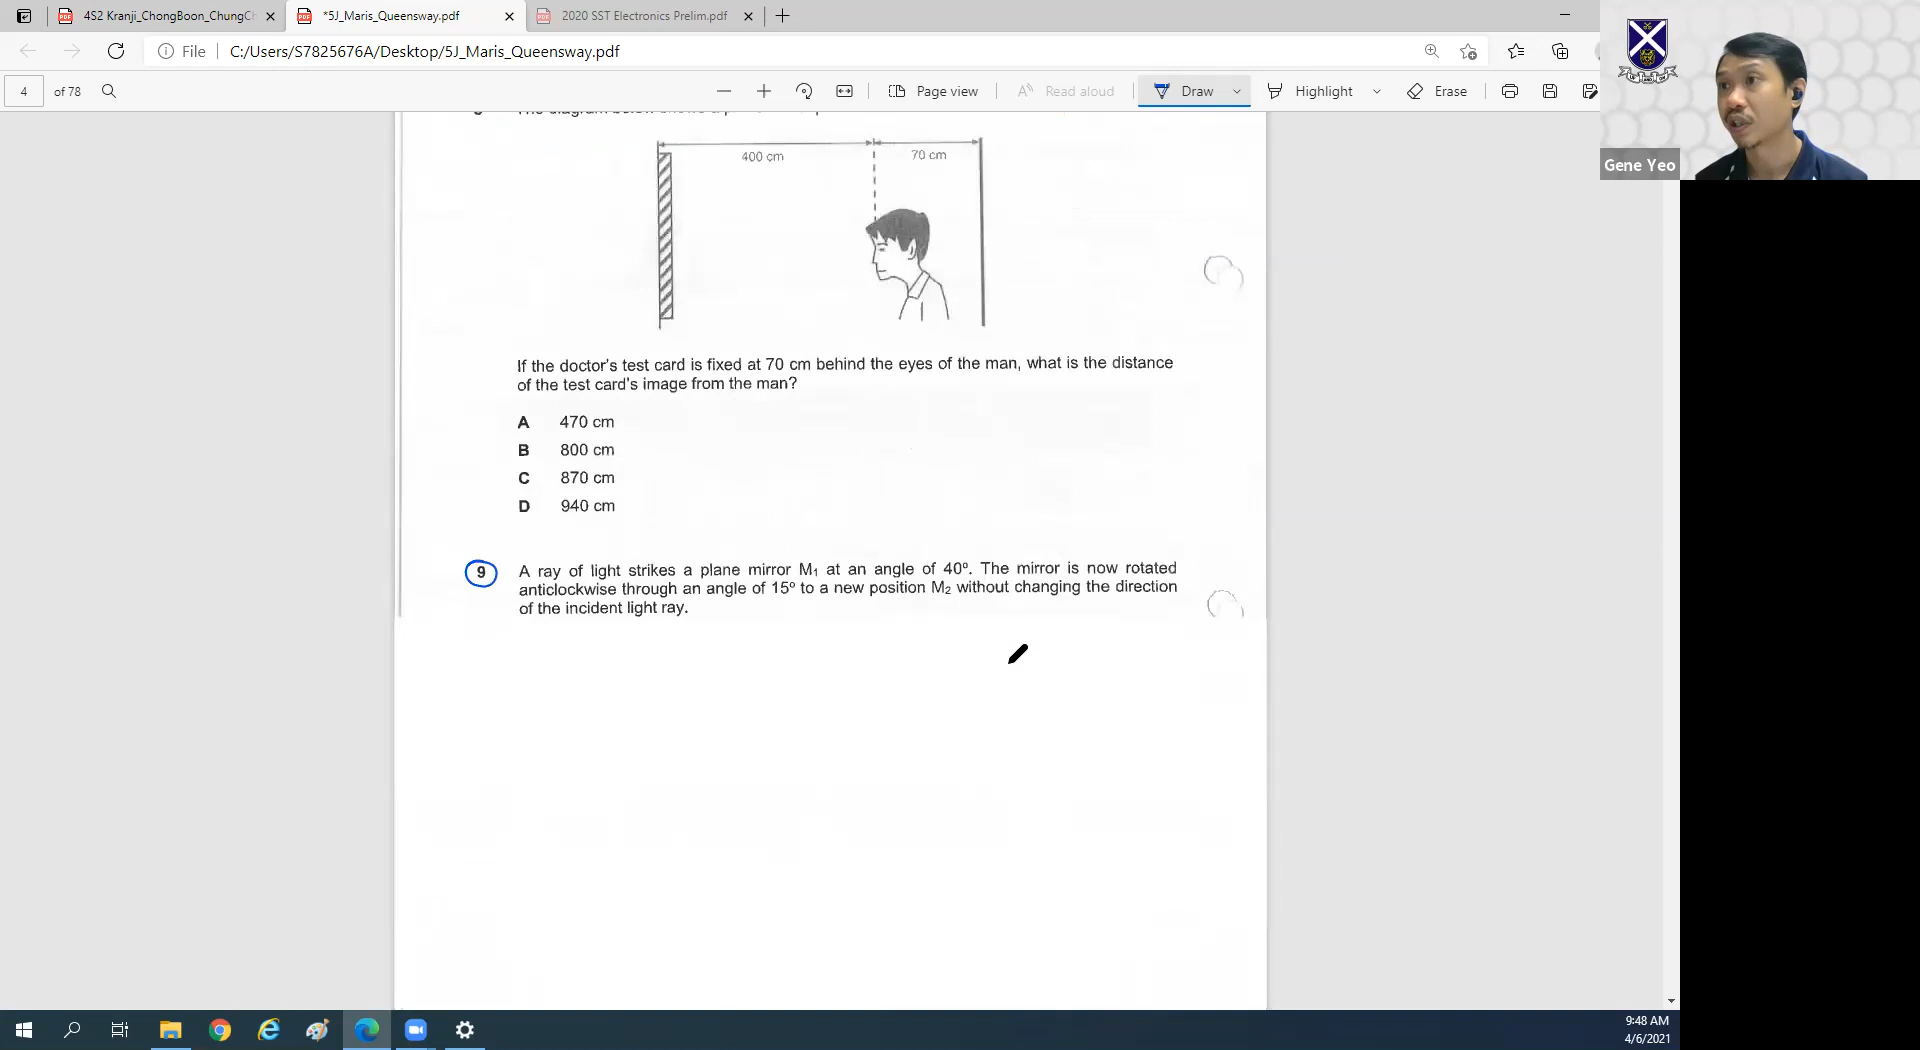 4S2 Kranji_ChongBoon_ChungCh
*5J_Maris_Queensway.pdf
2020 SST Electronics Prelim.pdf
File
C:/Users/S7825676A/Desktop/5J_Maris_Queensway.pdf
4
of 78
Page view
Read aloud
Draw
Highlight
Erase
Gene Yeo
400 cm
70 cm
If the doctor's test card is fixed at 70 cm behind the eyes of the man, what is the distance
of the test card's image from the man?
A 470 cm
B 800 cm
C 870 cm
D 940 cm
9 A ray of light strikes a plane mirror M₁ at an angle of 40º. The mirror is now rotated
anticlockwise through an angle of 15º to a new position M₂ without changing the direction
of the incident light ray.
9:48 AM
4/6/2021